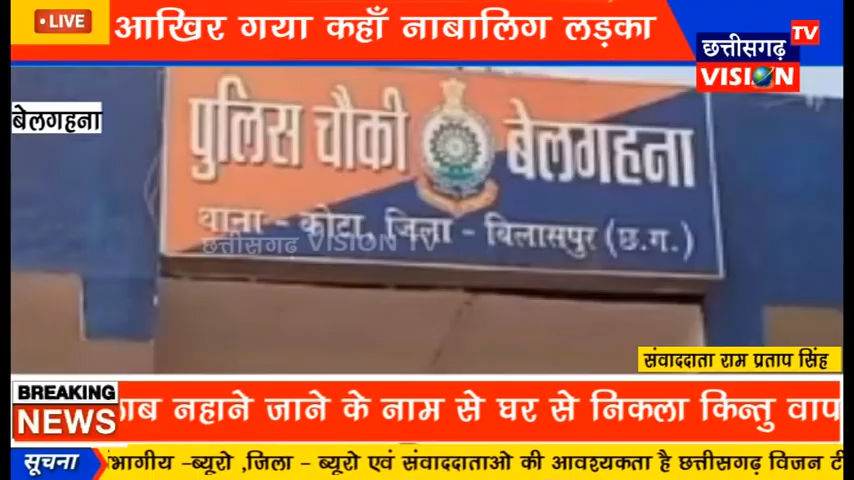 LIVE
आखिर गया कहाँ नाबालिग लड़का
छत्तीसगढ़ TV
VISION
बेलगहना
पुलिस चौकी बेलगहना
थाना - कोटा, जिला - बिलासपुर (छ.ग.)
छत्तीसगढ़ VISION TV
संवाददाता राम प्रताप सिंह
BREAKING
NEWS
नहाने जाने के नाम से घर से निकला किन्तु वाप
सूचना
भागीय -ब्यूरो ,जिला - ब्यूरो एवं संवाददाताओ की आवश्यकता है छत्तीसगढ़ विजन टी